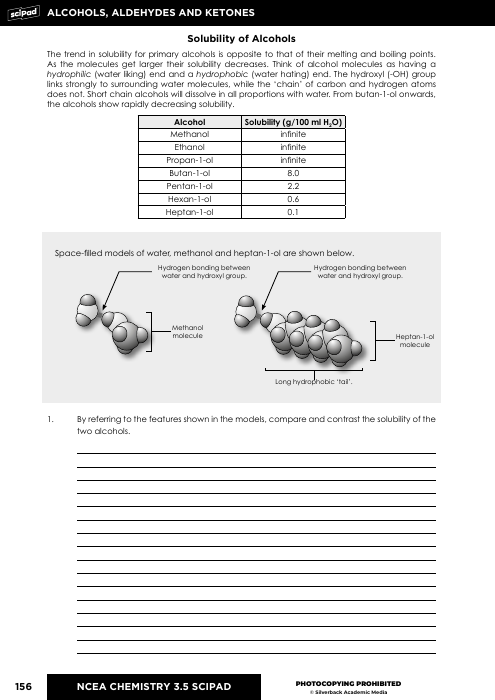 scipad ALCOHOLS, ALDEHYDES AND KETONES
Solubility of Alcohols
The trend in solubility for primary alcohols is opposite to that of their melting and boiling points.
As the molecules get larger their solubility decreases. Think of alcohol molecules as having a
hydrophilic (water liking) end and a hydrophobic (water hating) end. The hydroxyl (-OH) group
links strongly to surrounding water molecules, while the ‘chain’ of carbon and hydrogen atoms
does not. Short chain alcohols will dissolve in all proportions with water. From butan-1-ol onwards,
the alcohols show rapidly decreasing solubility.
Alcohol Solubility (g/100 ml H₂O)
Methanol infinite
Ethanol infinite
Propan-1-ol infinite
Butan-1-ol 8.0
Pentan-1-ol 2.2
Hexan-1-ol 0.6
Heptan-1-ol 0.1
Space-filled models of water, methanol and heptan-1-ol are shown below.
Hydrogen bonding between
water and hydroxyl group.
Methanol
molecule
Hydrogen bonding between
water and hydroxyl group.
Heptan-1-ol
molecule
Long hydrophobic ‘tail’.
1. By referring to the features shown in the models, compare and contrast the solubility of the
two alcohols.
156 NCEA CHEMISTRY 3.5 SCIPAD
PHOTOCOPYING PROHIBITED
© Silverback Academic Media